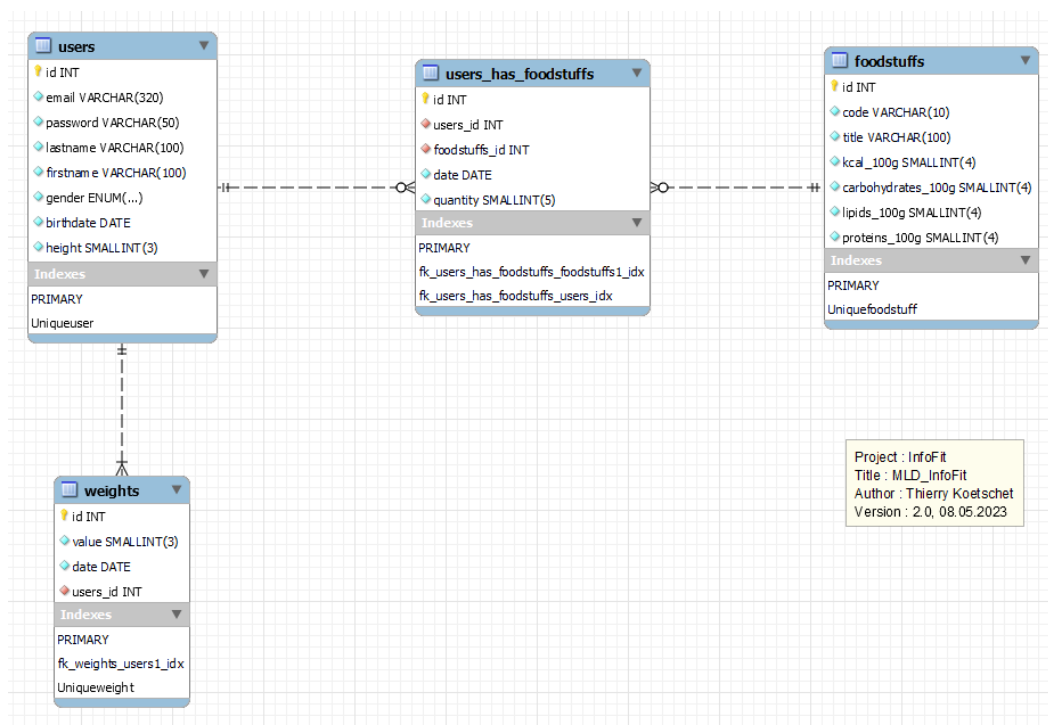 users
id INT
email VARCHAR(320)
password VARCHAR(50)
lastname VARCHAR(100)
firstname VARCHAR(100)
gender ENUM(...)
birthdate DATE
height SMALLINT(3)
Indexes
PRIMARY
Uniqueuser
users_has_foodstuffs
id INT
users_id INT
foodstuffs_id INT
date DATE
quantity SMALLINT(5)
Indexes
PRIMARY
fk_users_has_foodstuffs_foodstuffs1_idx
fk_users_has_foodstuffs_users_idx
foodstuffs
id INT
code VARCHAR(10)
title VARCHAR(100)
kcal_100g SMALLINT(4)
carbohydrates_100g SMALLINT(4)
lipids_100g SMALLINT(4)
proteins_100g SMALLINT(4)
Indexes
PRIMARY
Uniquefoodstuff
weights
id INT
value SMALLINT(3)
date DATE
users_id INT
Indexes
PRIMARY
fk_weights_users1_idx
Uniqueweight
Project : InfoFit
Title : MLD_InfoFit
Author : Thierry Koetschet
Version : 2.0, 08.05.2023